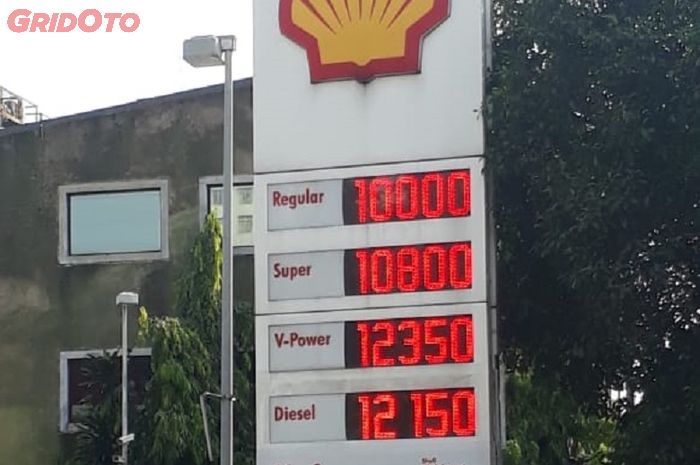 GRIDOTO
Regular 10000
Super 10800
V-Power 12350
Diesel 12150